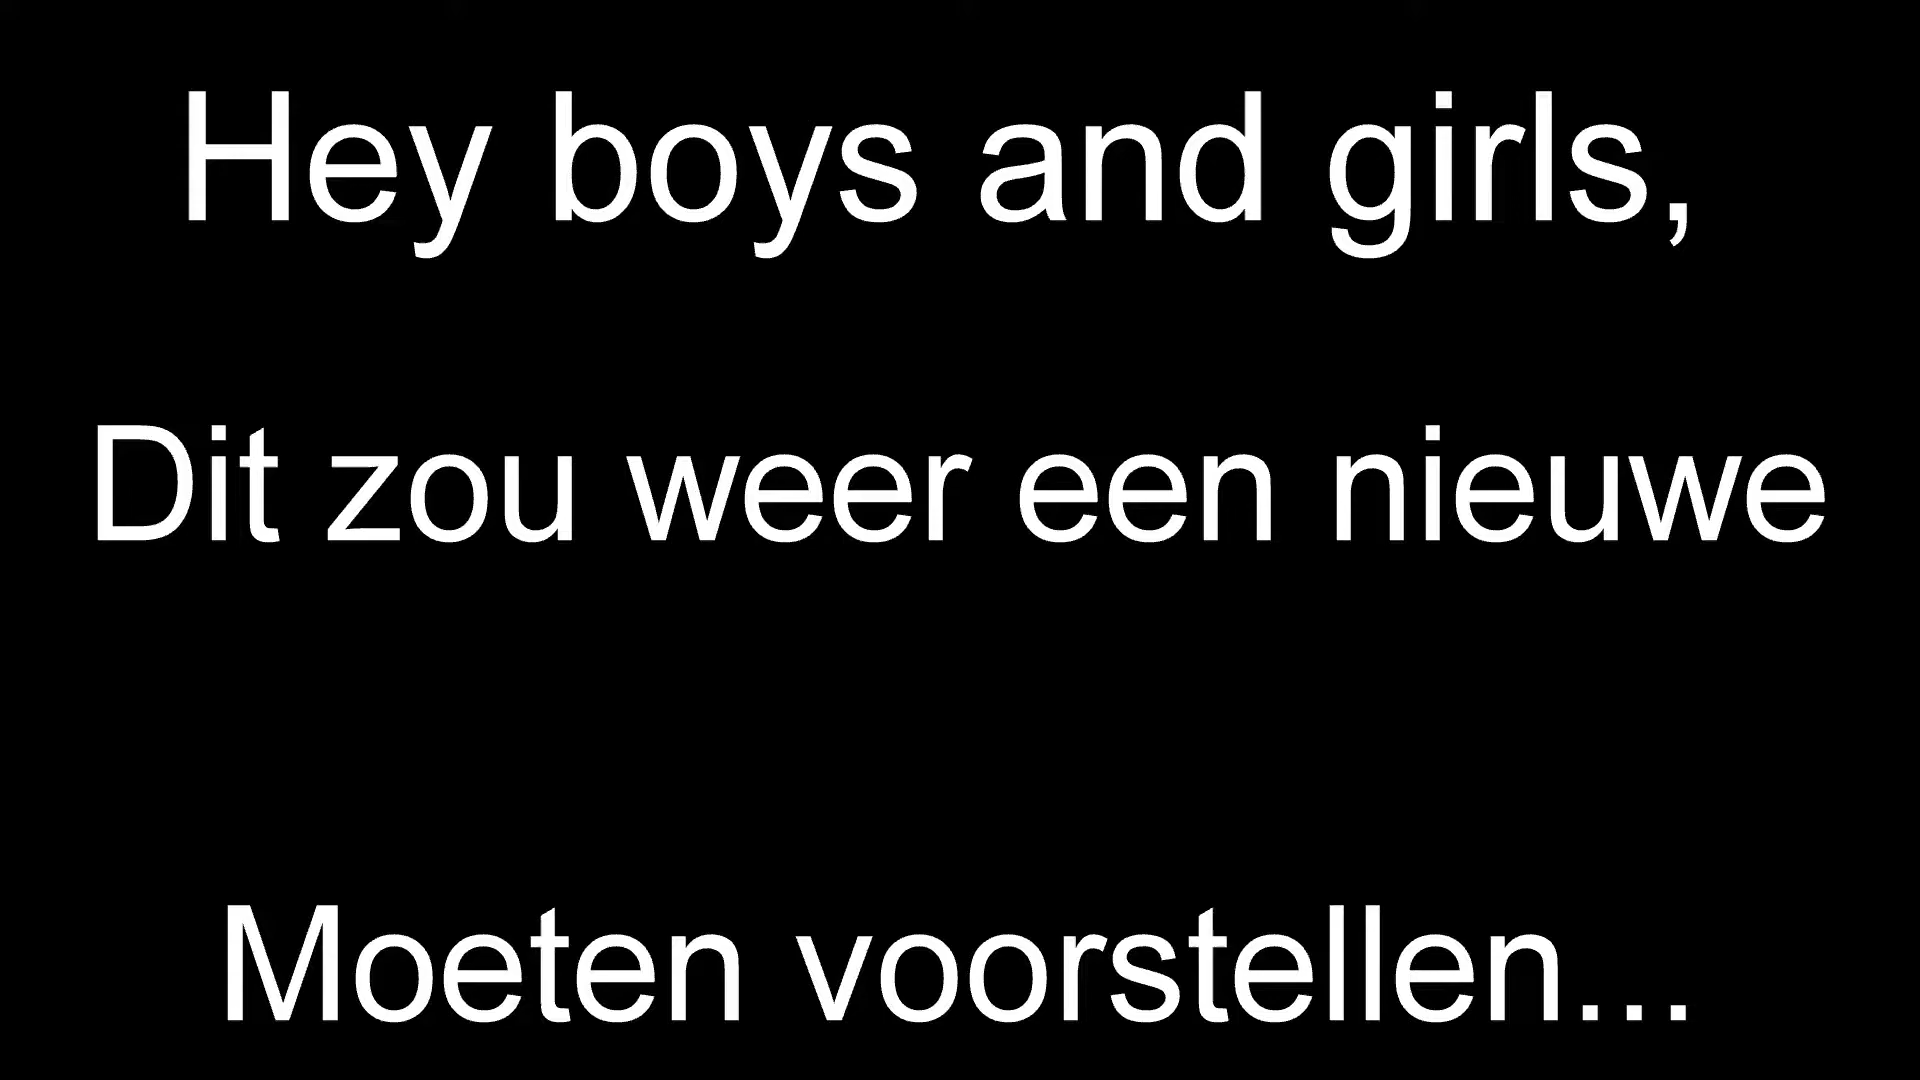 Hey boys and girls,
Dit zou weer een nieuwe
Moeten voorstellen...